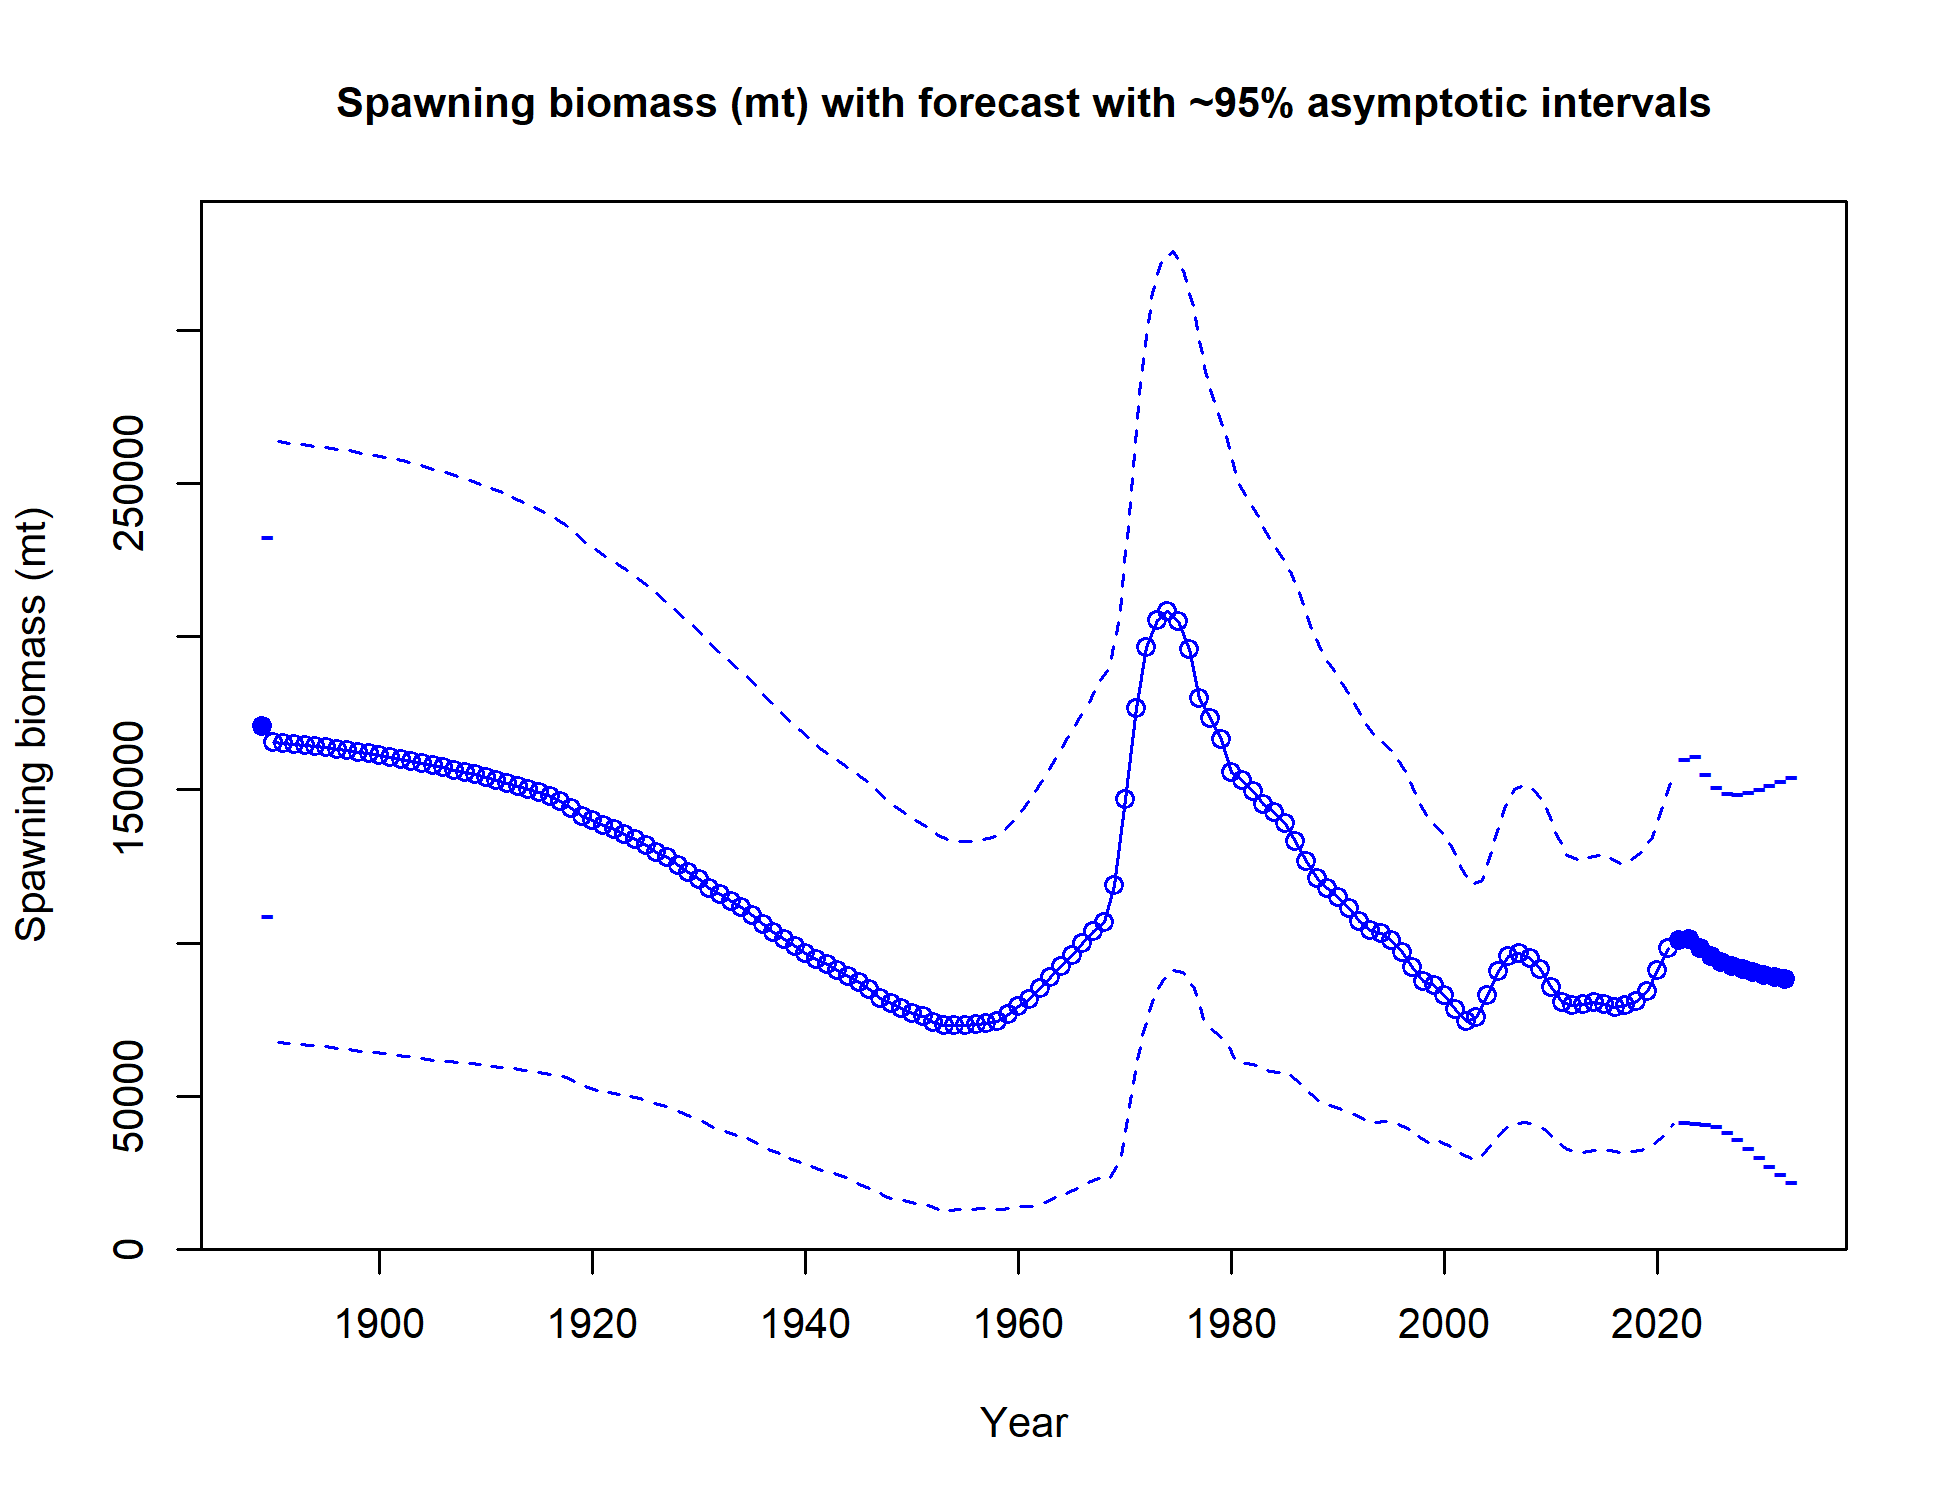 Spawning biomass (mt) with forecast with ~95% asymptotic intervals
Spawning biomass (mt)
250000
150000
50000
0
1900 1920 1940 1960 1980 2000 2020
Year